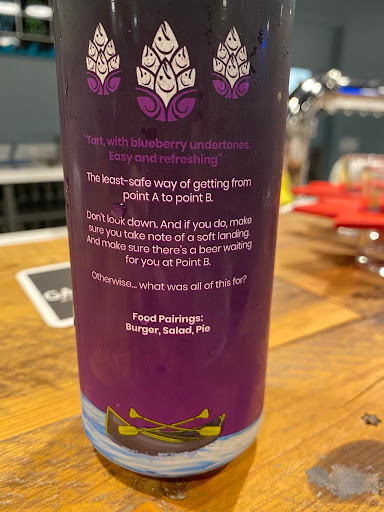 "Tart, with blueberry undertones.
Easy and refreshing"
The least-safe way of getting from
point A to point B.
Don't look down. And if you do, make
sure you take note of a soft landing.
And make sure there's a beer waiting
for you at Point B.
Otherwise... what was all of this for?
Food Pairings:
Burger, Salad, Pie